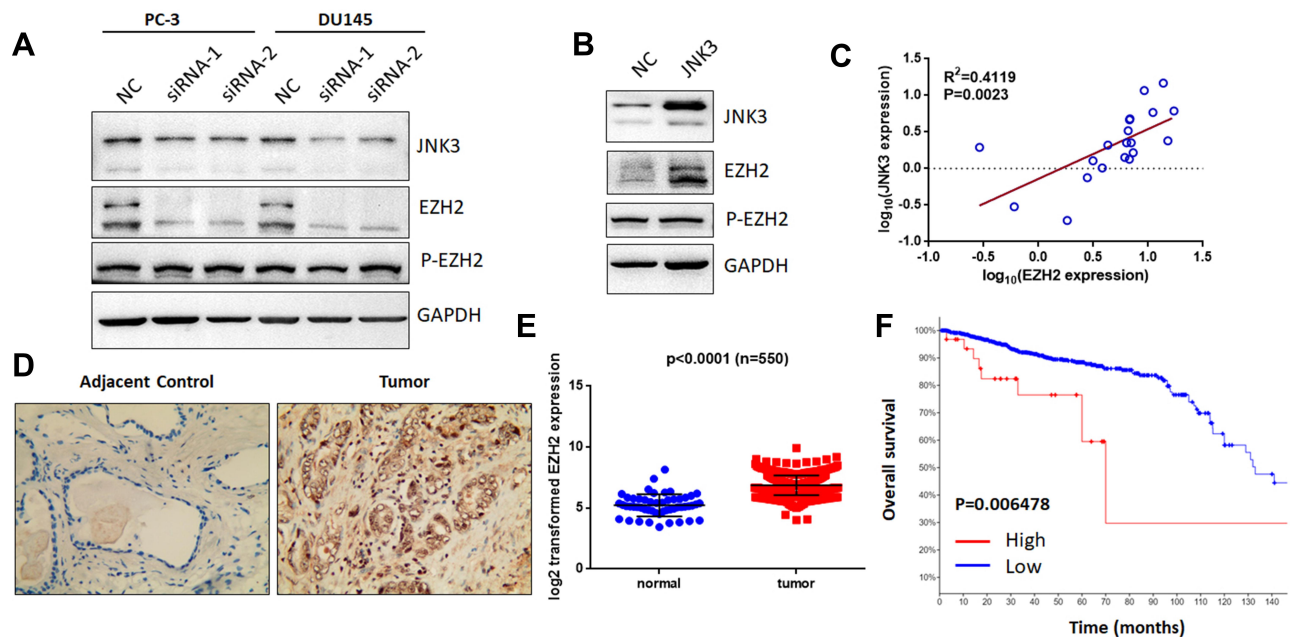 A
PC-3 DU145
NC siRNA-1 siRNA-2 NC siRNA-1 siRNA-2
JNK3
EZH2
P-EZH2
GAPDH
B
NC JNK3
JNK3
EZH2
P-EZH2
GAPDH
C
R²=0.4119
P=0.0023
log₁₀(JNK3 expression)
1.5
1.0
0.5
0.0
-0.5
-1.0
-1.0 -0.5 0.0 0.5 1.0 1.5
log₁₀(EZH2 expression)
D
Adjacent Control Tumor
E
p<0.0001 (n=550)
log2 transformed EZH2 expression
15
10
5
0
normal tumor
F
Overall survival
100%
90%
80%
70%
60%
50%
40%
30%
20%
10%
P=0.006478
High
Low
0 10 20 30 40 50 60 70 80 90 100 110 120 130 140
Time (months)